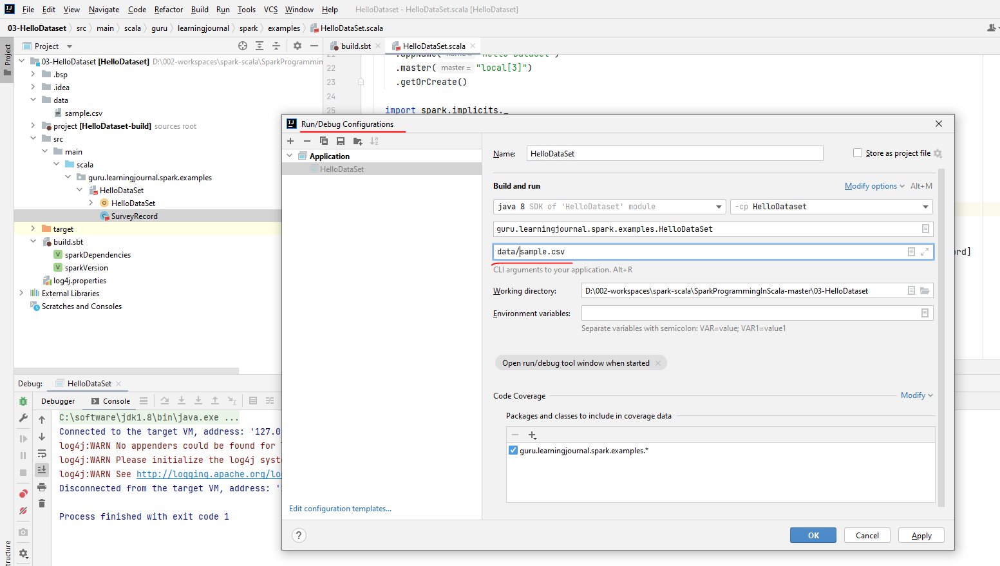 File Edit View Navigate Code Refactor Build Run Tools VCS Window Help HelloDataset - HelloDataSet.scala [HelloDataset]
03-HelloDataset src main scala guru learningjournal spark examples HelloDataSet.scala
Project
Project
build.sbt
HelloDataSet.scala
03-HelloDataset [HelloDataset] D:\002-workspaces\spark-scala\SparkProgrammin
.bsp
.idea
data
sample.csv
project [HelloDataset-build] sources root
src
main
scala
guru.learningjournal.spark.examples
HelloDataSet
HelloDataSet
SurveyRecord
target
build.sbt
sparkDependencies
sparkVersion
log4j.properties
External Libraries
Scratches and Consoles
21 .appName( name = "Hello DataSet")
22 .master( master = "local[3]")
23 .getOrCreate()
24
25 import spark.implicits._
rd]
Run/Debug Configurations
Application
HelloDataSet
Edit configuration templates...
Name: HelloDataSet
Store as project file
Build and run
Modify options Alt+M
java 8 SDK of 'HelloDataset' module
-cp HelloDataset
guru.learningjournal.spark.examples.HelloDataSet
data/sample.csv
CLI arguments to your application. Alt+R
Working directory: D:\002-workspaces\spark-scala\SparkProgrammingInScala-master\03-HelloDataset
Environment variables:
Separate variables with semicolon: VAR=value; VAR1=value1
Open run/debug tool window when started
Code Coverage
Modify
Packages and classes to include in coverage data
guru.learningjournal.spark.examples.*
? OK Cancel Apply
Debug: HelloDataSet
Debugger Console
C:\software\jdk1.8\bin\java.exe ...
Connected to the target VM, address: '127.0
log4j:WARN No appenders could be found for
log4j:WARN Please initialize the log4j syst
log4j:WARN See http://logging.apache.org/lo
Disconnected from the target VM, address: '
Process finished with exit code 1
ructure